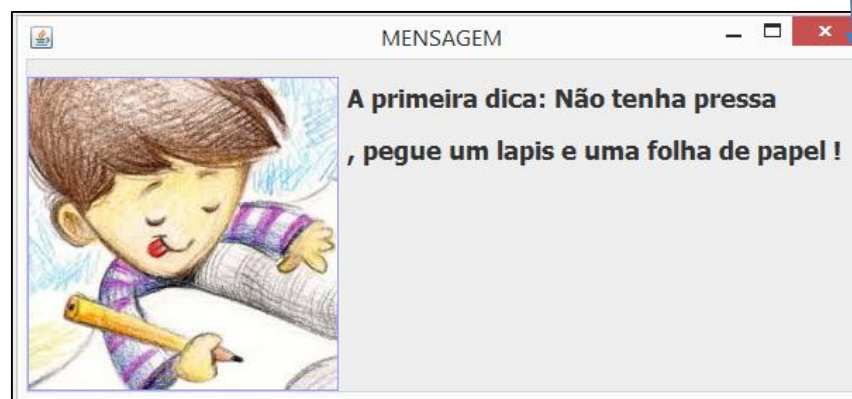 MENSAGEM
A primeira dica: Não tenha pressa
, pegue um lapis e uma folha de papel !